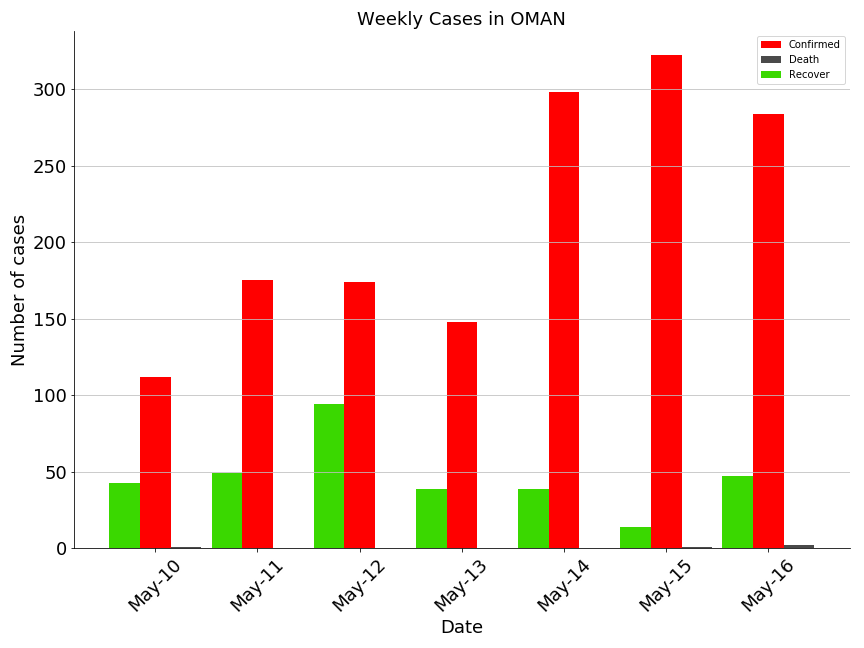 Weekly Cases in OMAN
Confirmed
Death
Recover
Number of cases
300
250
200
150
100
50
0
May-10
May-11
May-12
May-13
May-14
May-15
May-16
Date